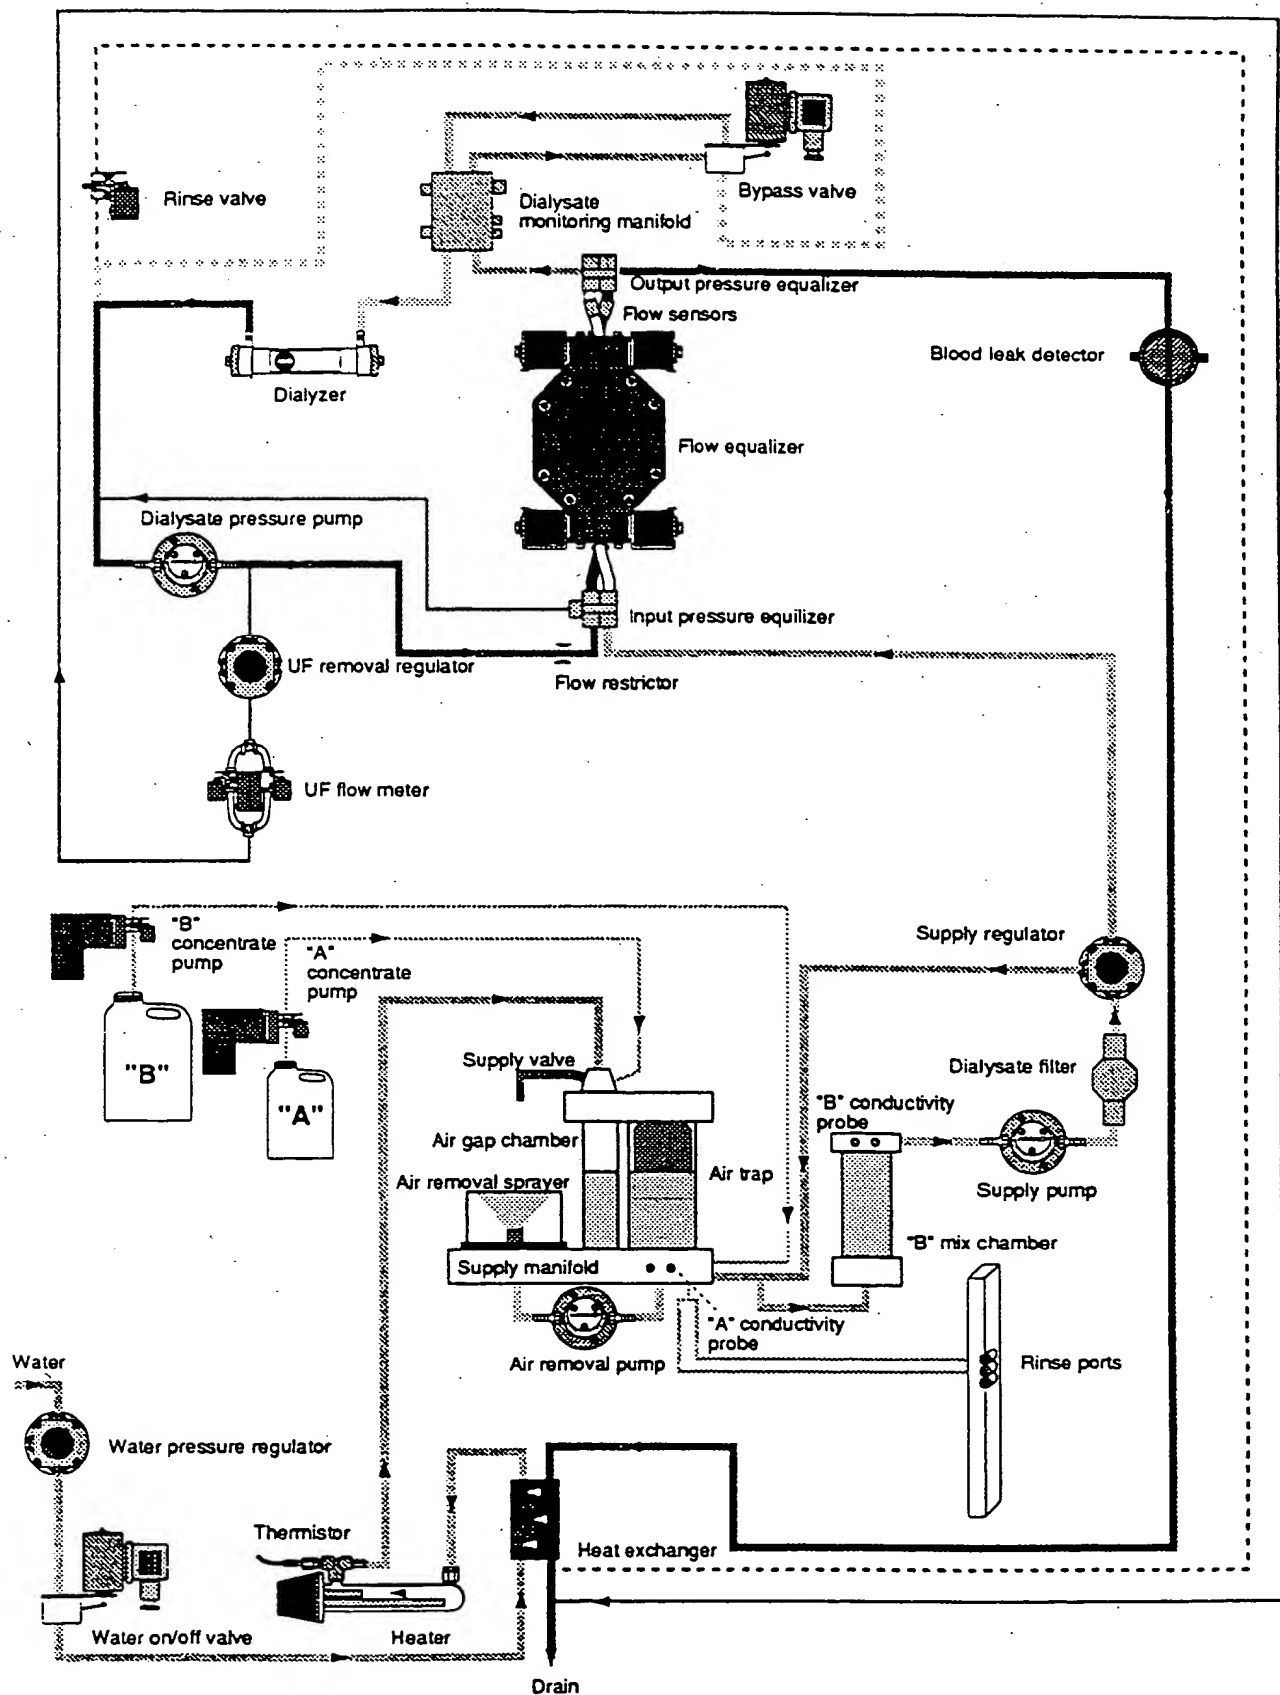 Rinse valve
Bypass valve
Dialysate
monitoring manifold
Output pressure equalizer
Flow sensors
Blood leak detector
Dialyzer
Flow equalizer
Dialysate pressure pump
Input pressure equilizer
UF removal regulator
Flow restrictor
UF flow meter
"B"
concentrate
pump
"A"
concentrate
pump
Supply regulator
"B"
"A"
Supply valve
Dialysate filter
"B" conductivity
probe
Air gap chamber
Air trap
Air removal sprayer
Supply pump
"B" mix chamber
Supply manifold
"A" conductivity
probe
Air removal pump
Rinse ports
Water
Water pressure regulator
Thermistor
Heat exchanger
Water on/off valve
Heater
Drain